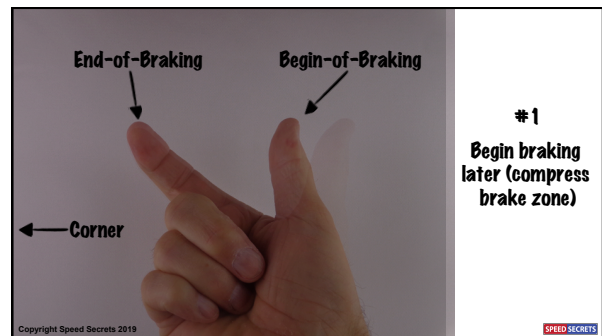 End-of-Braking
Begin-of-Braking
Corner
#1
Begin braking
later (compress
brake zone)
Copyright Speed Secrets 2019
SPEED SECRETS